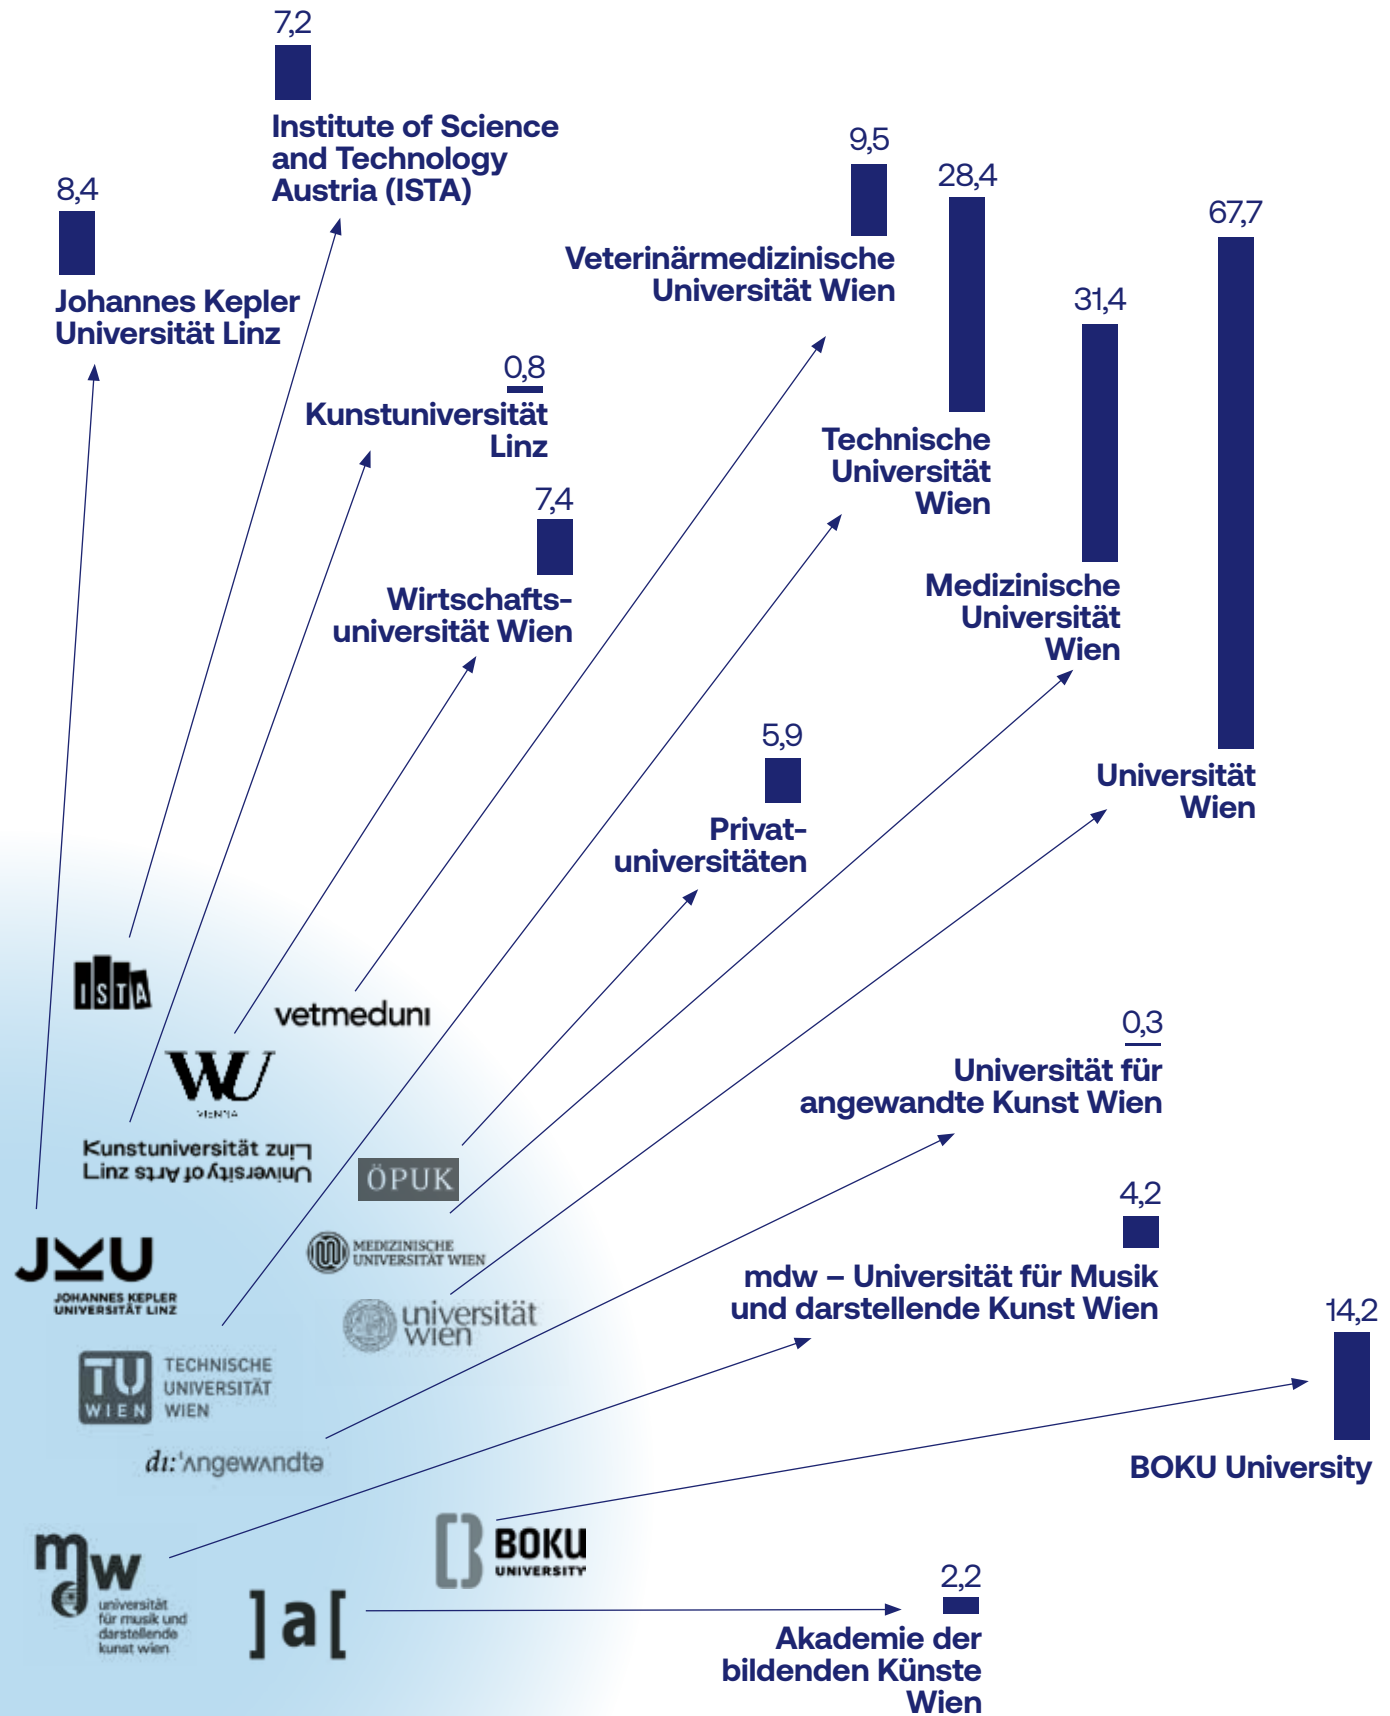 7,2
Institute of Science
and Technology
Austria (ISTA)
8,4
Johannes Kepler
Universität Linz
9,5
Veterinärmedizinische
Universität Wien
28,4
Technische
Universität
Wien
67,7
Universität
Wien
31,4
Medizinische
Universität
Wien
0,8
Kunstuniversität
Linz
7,4
Wirtschafts-
universität Wien
5,9
Privat-
universitäten
ISTA
vetmeduni
WU
VIENNA
Kunstuniversität zui
Linz
University of Arts zui
Linz
ÖPUK
MEDIZINISCHE
UNIVERSITÄT WIEN
JKU
JOHANNES KEPLER
UNIVERSITÄT LINZ
universität
wien
TU
WIEN
TECHNISCHE
UNIVERSITÄT
WIEN
dı:ˈʌngewʌndtə
0,3
Universität für
angewandte Kunst Wien
4,2
mdw – Universität für Musik
und darstellende Kunst Wien
14,2
BOKU University
mdw
universität
für musik und
darstellende
kunst wien
]a[
BOKU
UNIVERSITY
2,2
Akademie der
bildenden Künste
Wien